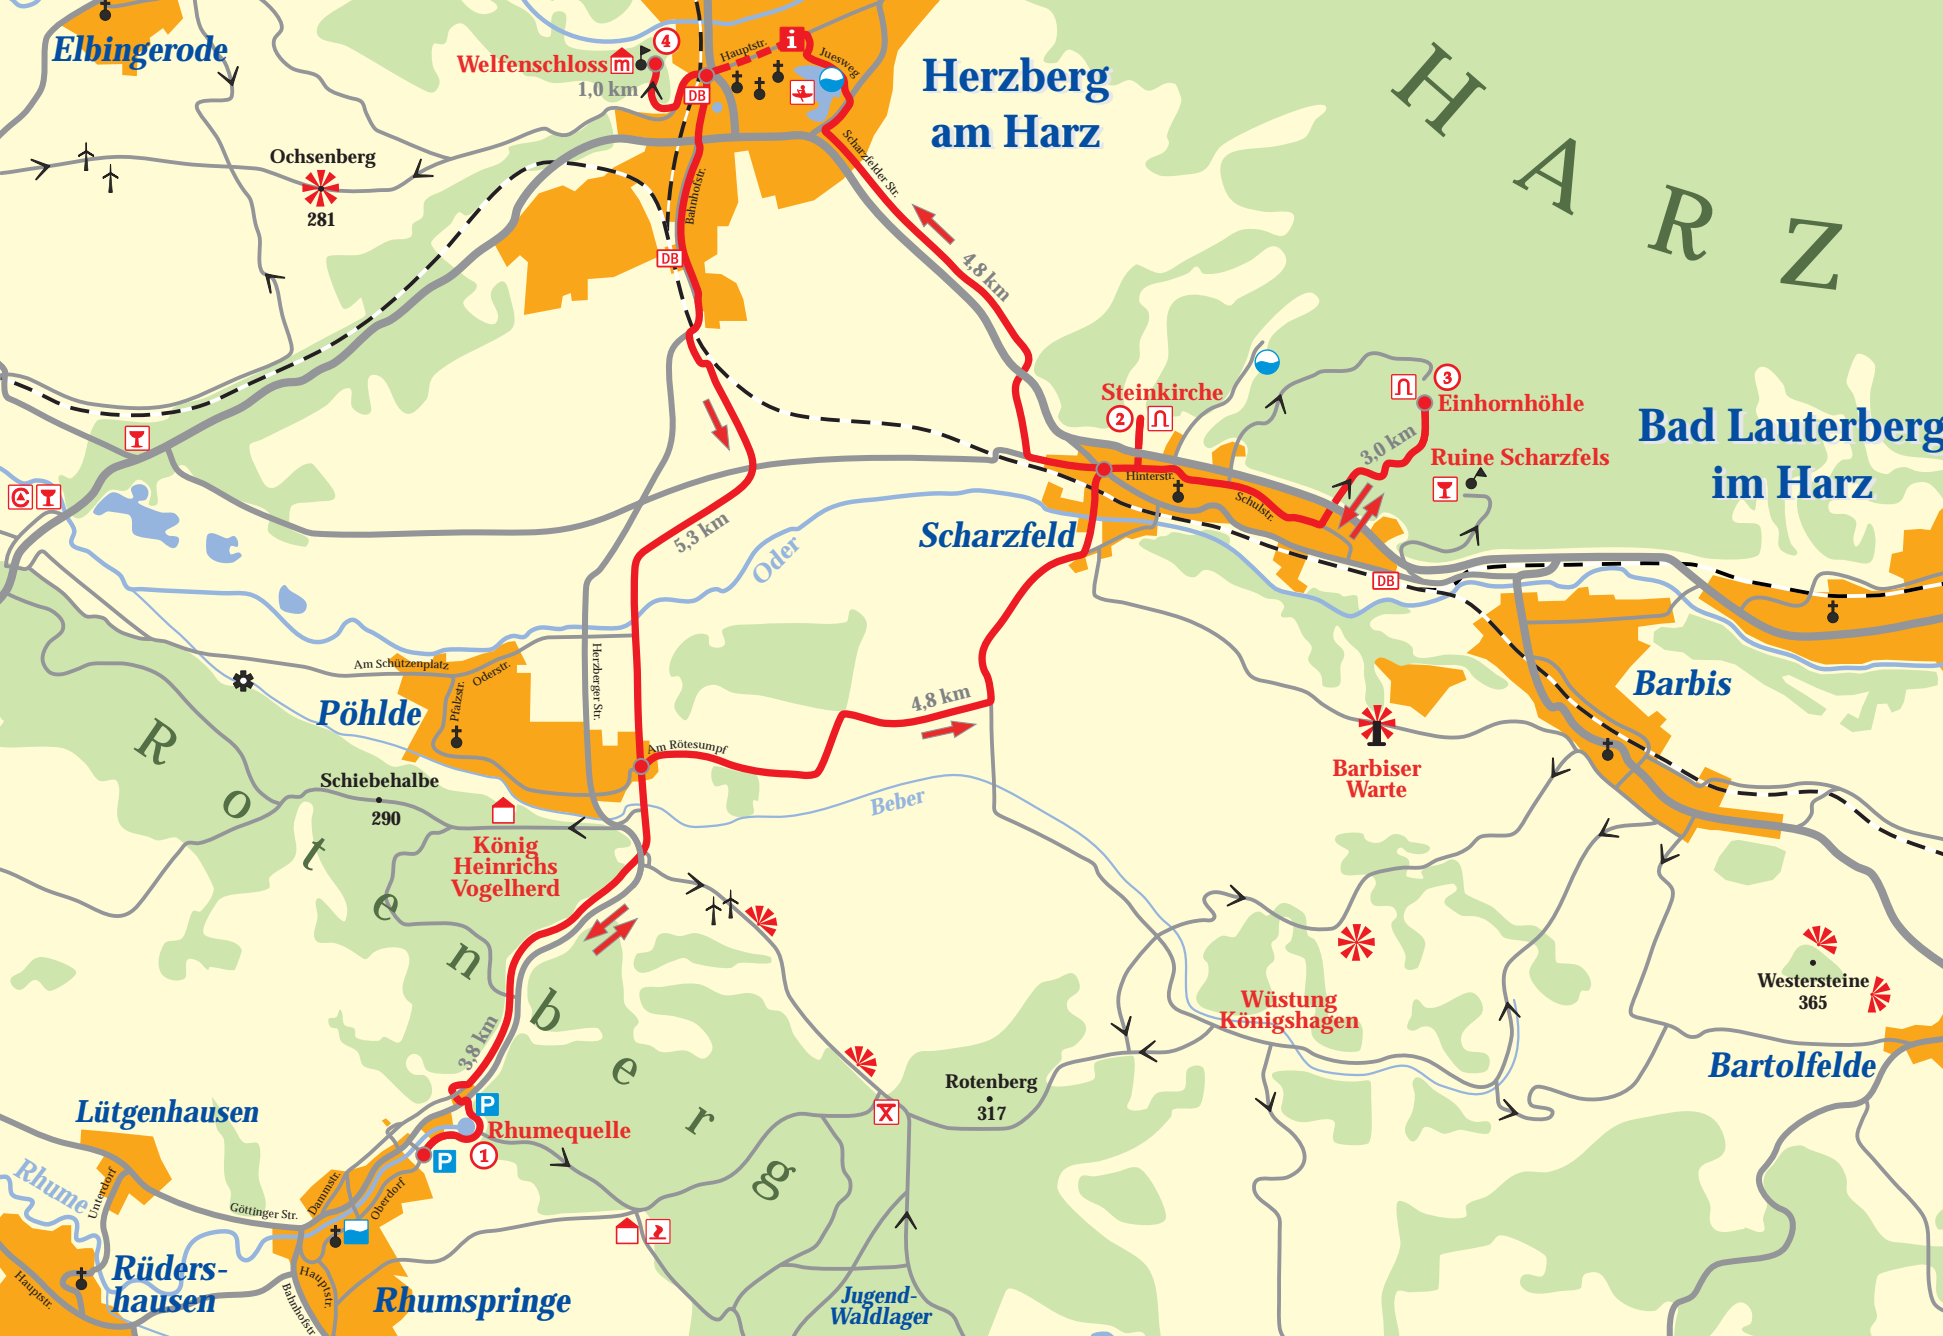 Elbingerode
Welfenschloss
m
4
1,0 km
DB
Hauptstr.
i
Juesweg
Herzberg
am Harz
HARZ
Ochsenberg
281
Scharzfelder Str.
Bahnhofstr.
DB
4,8 km
Steinkirche
2
3
Einhornhöhle
3,0 km
Ruine Scharzfels
Bad Lauterberg
im Harz
Hinterstr.
Schulstr.
Scharzfeld
DB
5,3 km
Oder
Am Schützenplatz
Oderstr.
Pfalzstr.
Herzberger Str.
Pöhlde
Barbis
4,8 km
Am Rötesumpf
Barbiser
Warte
Rotenberg
Schiebehalbe
290
Beber
König
Heinrichs
Vogelherd
Wüstung
Königshagen
Westersteine
365
3,8 km
Bartolfelde
Rotenberg
317
Lütgenhausen
P
Rhumequelle
1
P
Rhume
Unterdorf
Göttinger Str.
Dammstr.
Oberdorf
Rüders-
hausen
Hauptstr.
Hauptstr.
Bahnhofstr.
Rhumspringe
Jugend-
Waldlager